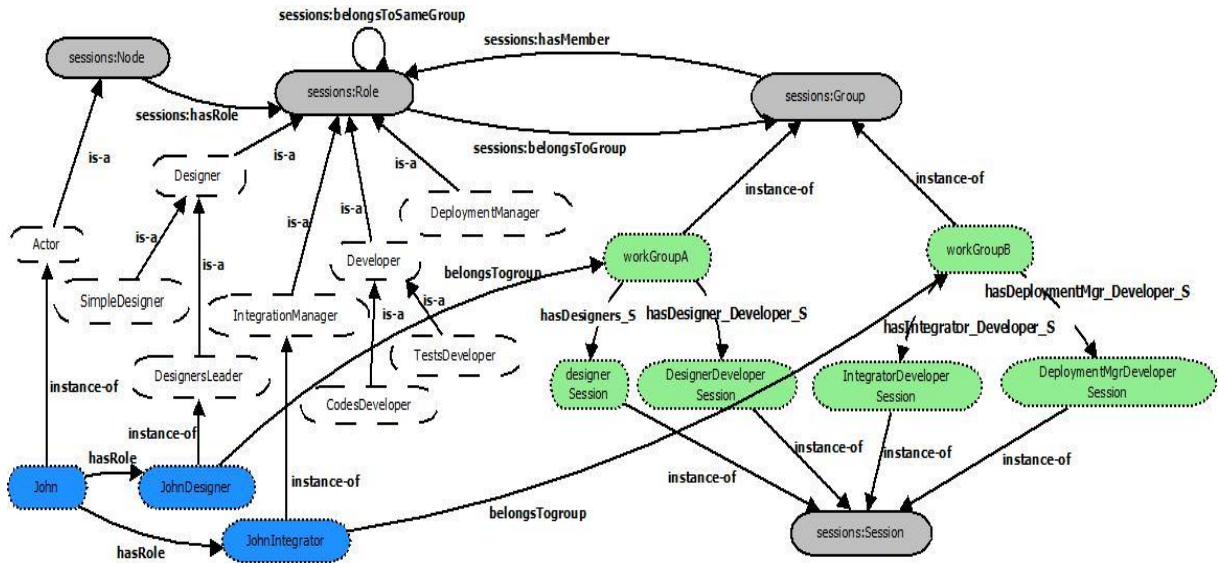 sessions:belongsToSameGroup
sessions:hasMember
sessions:Node
sessions:Role
sessions:Group
sessions:hasRole
sessions:belongsToGroup
is-a
is-a
is-a
Designer
instance-of
instance-of
DeploymentManager
is-a
is-a
Actor
is-a
Developer
workGroupA
workGroupB
is-a
belongsTogroup
SimpleDesigner
IntegrationManager
is-a
is-a
hasDesigners_S
hasDesigner_Developer_S
hasDeploymentMgr_Developer_S
hasIntegrator_Developer_S
TestsDeveloper
DesignersLeader
designer
Session
DesignerDeveloper
Session
IntegratorDeveloper
Session
DeploymentMgrDeveloper
Session
instance-of
CodesDeveloper
instance-of
instance-of
instance-of
hasRole
John
JohnDesigner
instance-of
instance-of
instance-of
belongsTogroup
sessions:Session
JohnIntegrator
hasRole